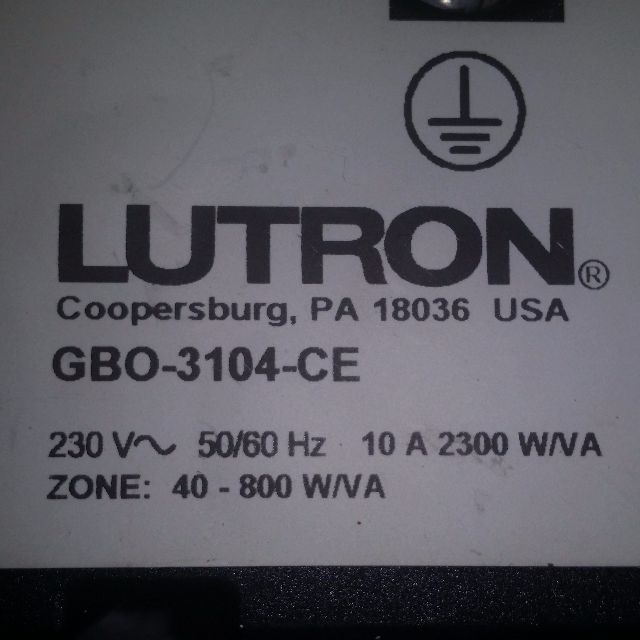 LUTRON®
Coopersburg, PA 18036 USA
GBO-3104-CE
230 V~ 50/60 Hz 10 A 2300 W/VA
ZONE: 40 - 800 W/VA